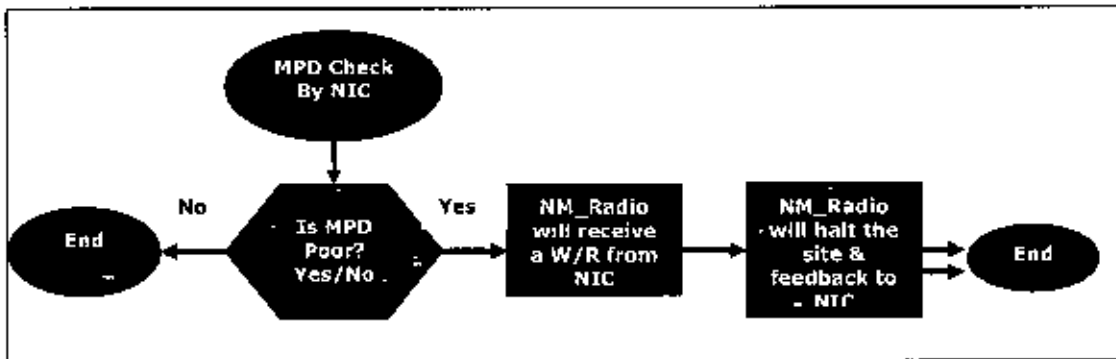 MPD Check
By NIC
No
Yes
End
Is MPD
Poor?
Yes/No
NM_Radio
will receive
a W/R from
NIC
NM_Radio
will halt the
site &
feedback to
NIC
End